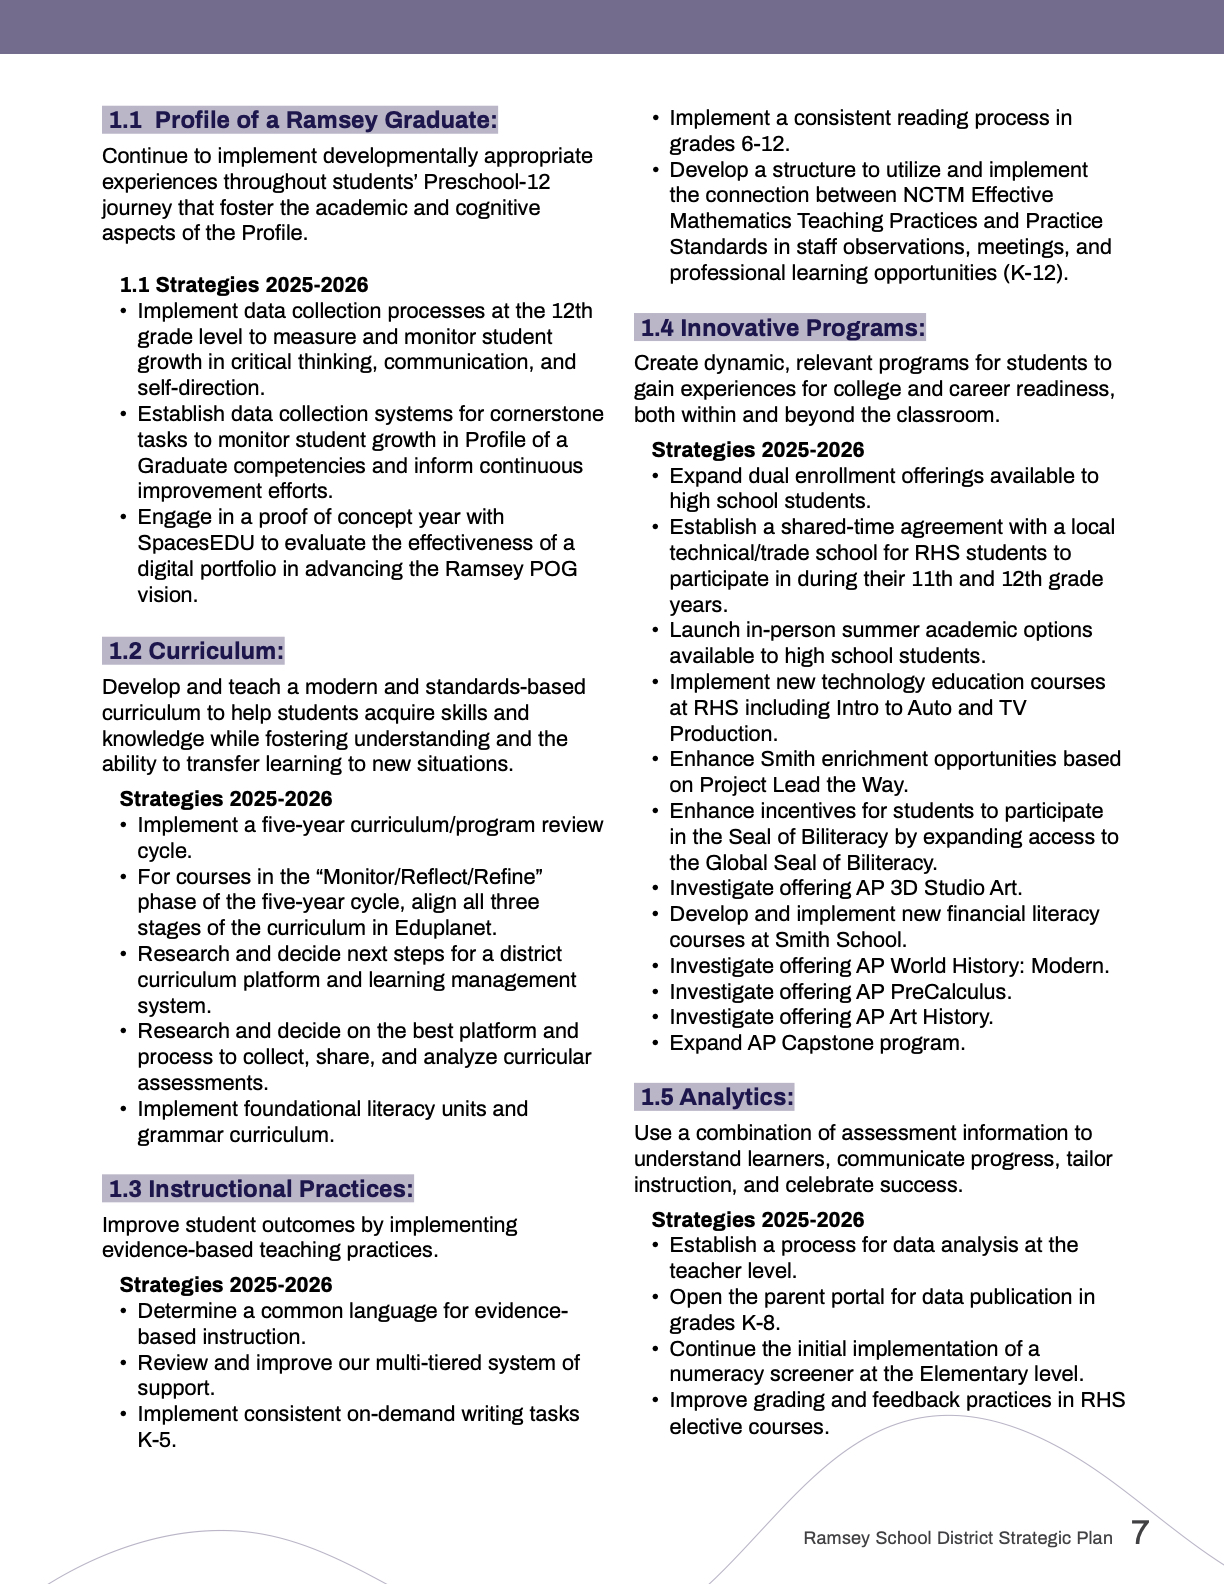 1.1  Profile of a Ramsey Graduate:
Continue to implement developmentally appropriate
experiences throughout students’ Preschool-12
journey that foster the academic and cognitive
aspects of the Profile.
1.1 Strategies 2025-2026
• Implement data collection processes at the 12th
grade level to measure and monitor student
growth in critical thinking, communication, and
self-direction.
• Establish data collection systems for cornerstone
tasks to monitor student growth in Profile of a
Graduate competencies and inform continuous
improvement efforts.
• Engage in a proof of concept year with
SpacesEDU to evaluate the effectiveness of a
digital portfolio in advancing the Ramsey POG
vision.
1.2 Curriculum:
Develop and teach a modern and standards-based
curriculum to help students acquire skills and
knowledge while fostering understanding and the
ability to transfer learning to new situations.
Strategies 2025-2026
• Implement a five-year curriculum/program review
cycle.
• For courses in the “Monitor/Reflect/Refine”
phase of the five-year cycle, align all three
stages of the curriculum in Eduplanet.
• Research and decide next steps for a district
curriculum platform and learning management
system.
• Research and decide on the best platform and
process to collect, share, and analyze curricular
assessments.
• Implement foundational literacy units and
grammar curriculum.
1.3 Instructional Practices:
Improve student outcomes by implementing
evidence-based teaching practices.
Strategies 2025-2026
• Determine a common language for evidence-
based instruction.
• Review and improve our multi-tiered system of
support.
• Implement consistent on-demand writing tasks
K-5.
• Implement a consistent reading process in
grades 6-12.
• Develop a structure to utilize and implement
the connection between NCTM Effective
Mathematics Teaching Practices and Practice
Standards in staff observations, meetings, and
professional learning opportunities (K-12).
1.4 Innovative Programs:
Create dynamic, relevant programs for students to
gain experiences for college and career readiness,
both within and beyond the classroom.
Strategies 2025-2026
• Expand dual enrollment offerings available to
high school students.
• Establish a shared-time agreement with a local
technical/trade school for RHS students to
participate in during their 11th and 12th grade
years.
• Launch in-person summer academic options
available to high school students.
• Implement new technology education courses
at RHS including Intro to Auto and TV
Production.
• Enhance Smith enrichment opportunities based
on Project Lead the Way.
• Enhance incentives for students to participate
in the Seal of Biliteracy by expanding access to
the Global Seal of Biliteracy.
• Investigate offering AP 3D Studio Art.
• Develop and implement new financial literacy
courses at Smith School.
• Investigate offering AP World History: Modern.
• Investigate offering AP PreCalculus.
• Investigate offering AP Art History.
• Expand AP Capstone program.
1.5 Analytics:
Use a combination of assessment information to
understand learners, communicate progress, tailor
instruction, and celebrate success.
Strategies 2025-2026
• Establish a process for data analysis at the
teacher level.
• Open the parent portal for data publication in
grades K-8.
• Continue the initial implementation of a
numeracy screener at the Elementary level.
• Improve grading and feedback practices in RHS
elective courses.
Ramsey School District Strategic Plan 7